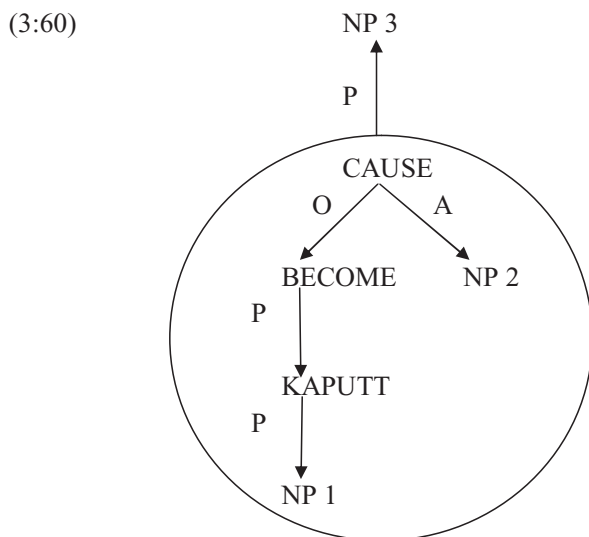 (3:60) NP 3
P
CAUSE
O A
BECOME NP 2
P
KAPUTT
P
NP 1